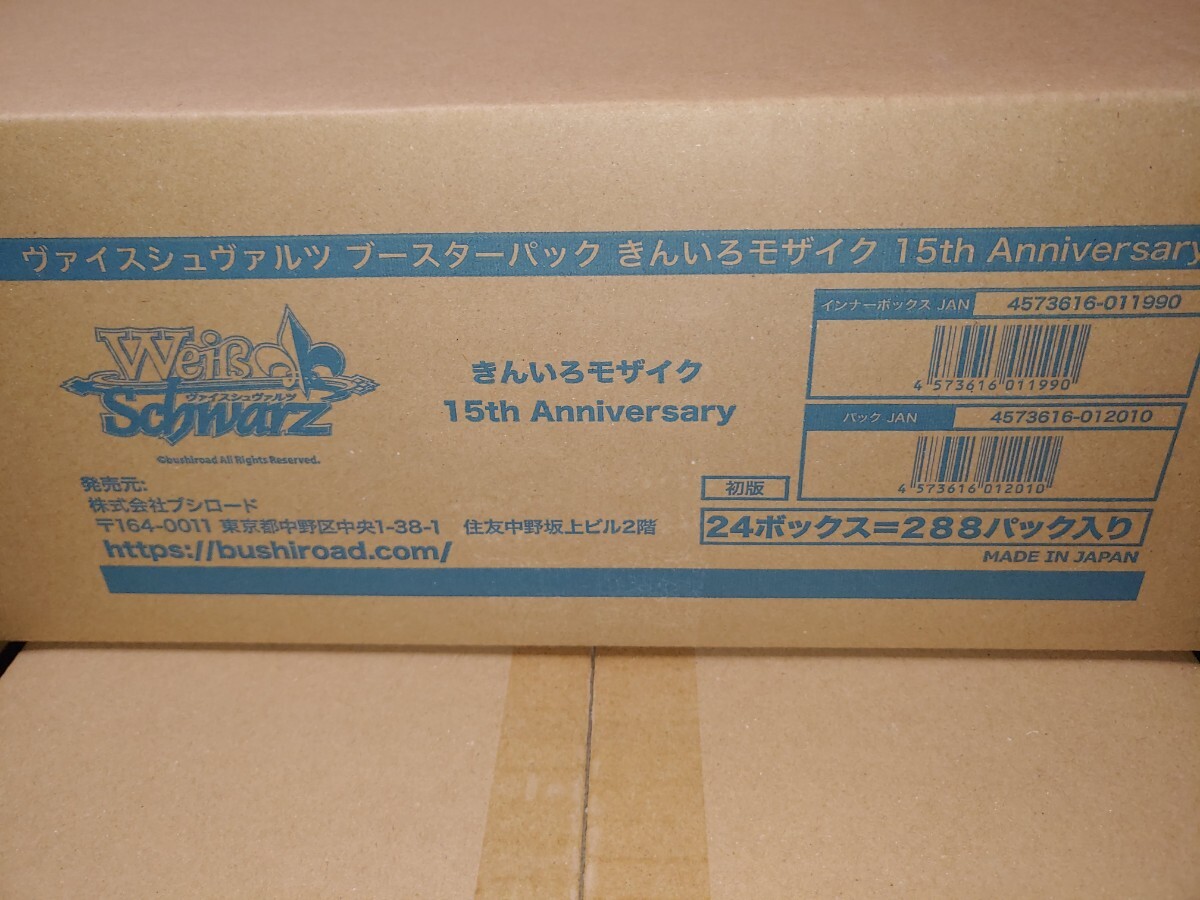 ヴァイスシュヴァルツ ブースターパック きんいろモザイク 15th Anniversary
Weiß
ヴァイスシュヴァルツ
Schwarz
©bushiroad All Rights Reserved.
きんいろモザイク
15th Anniversary
インナーボックス JAN 4573616-011990
4 573616 011990
パック JAN 4573616-012010
4 573616 012010
発売元:
株式会社ブシロード
〒164-0011 東京都中野区中央1-38-1 住友中野坂上ビル2階
https://bushiroad.com/
初版
24ボックス=288パック入り
MADE IN JAPAN